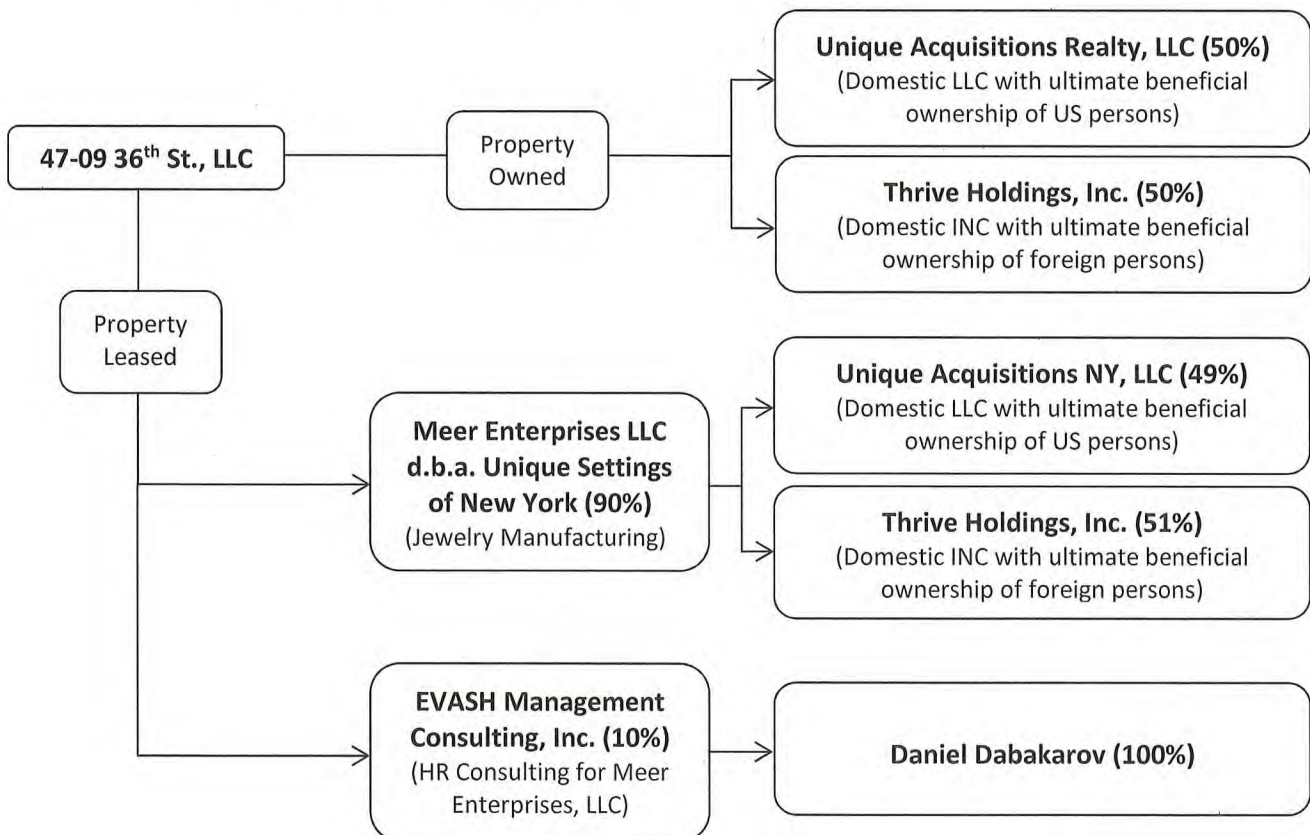 47-09 36th St., LLC
Property
Owned
Unique Acquisitions Realty, LLC (50%)
(Domestic LLC with ultimate beneficial
ownership of US persons)
Thrive Holdings, Inc. (50%)
(Domestic INC with ultimate beneficial
ownership of foreign persons)
Property
Leased
Meer Enterprises LLC
d.b.a. Unique Settings
of New York (90%)
(Jewelry Manufacturing)
Unique Acquisitions NY, LLC (49%)
(Domestic LLC with ultimate beneficial
ownership of US persons)
Thrive Holdings, Inc. (51%)
(Domestic INC with ultimate beneficial
ownership of foreign persons)
EVASH Management
Consulting, Inc. (10%)
(HR Consulting for Meer
Enterprises, LLC)
Daniel Dabakarov (100%)